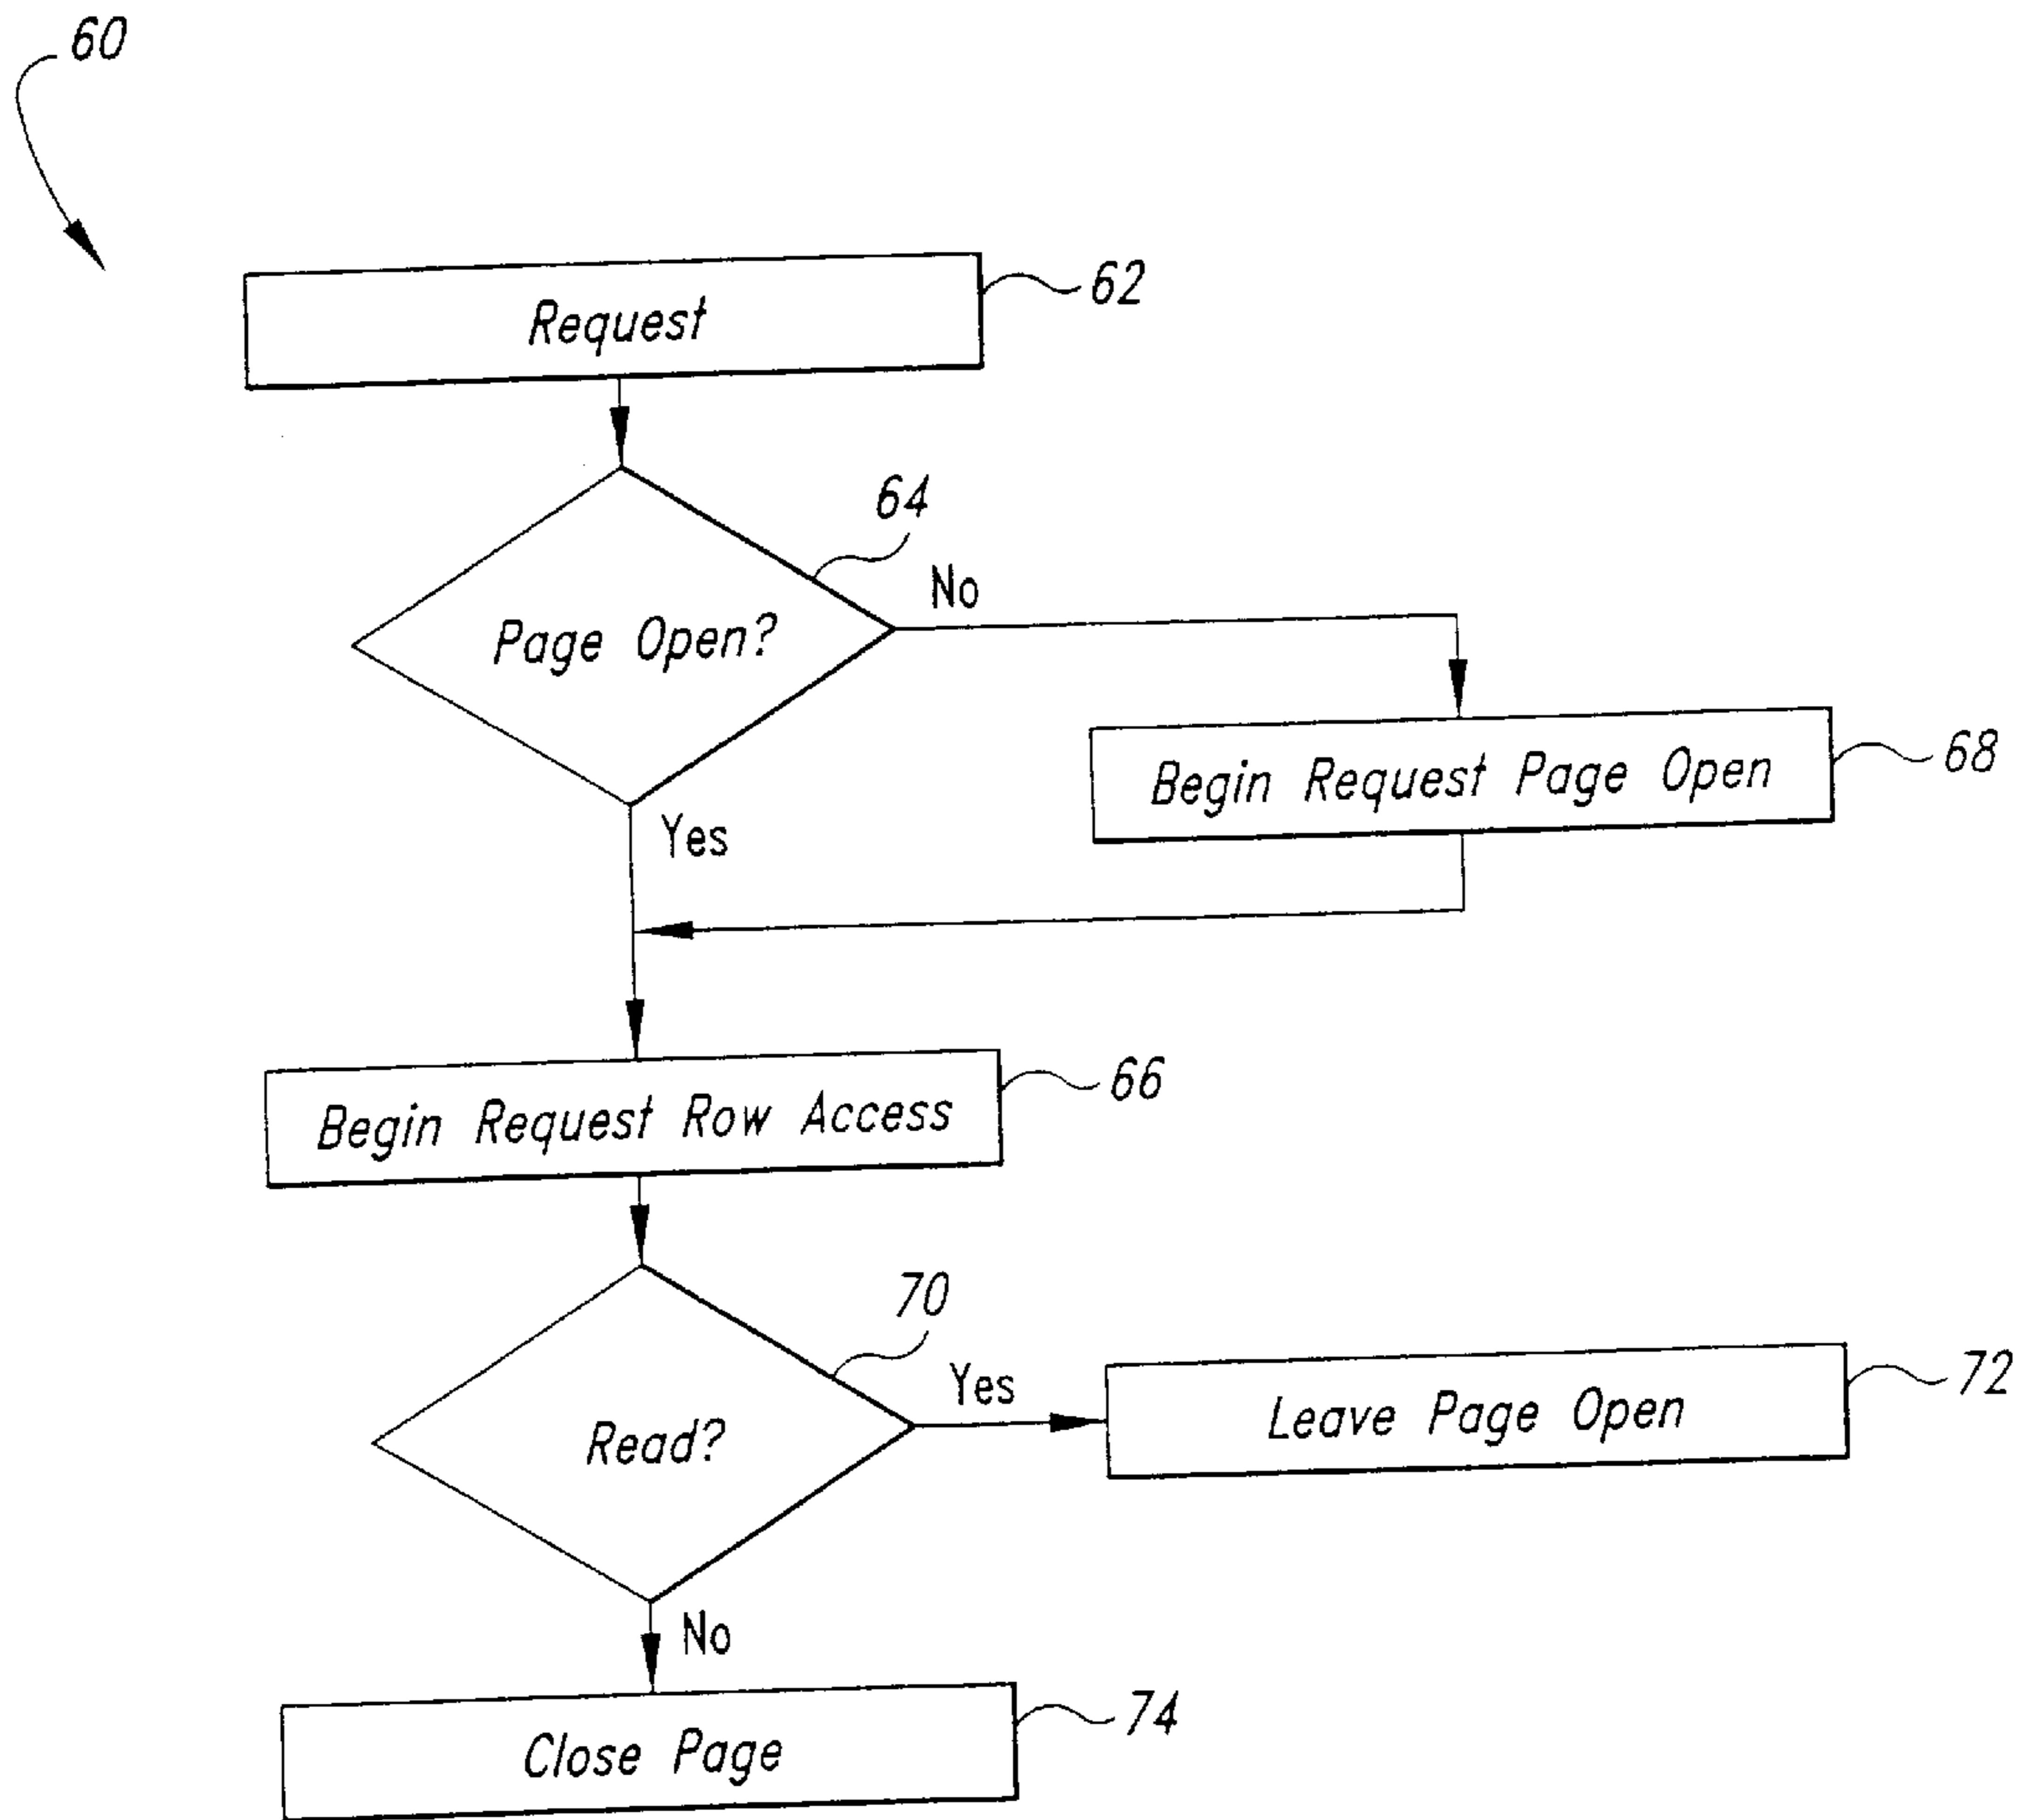 60
Request
62
64
Page Open?
No
Begin Request Page Open
68
Yes
Begin Request Row Access
66
70
Read?
Yes
Leave Page Open
72
No
Close Page
74